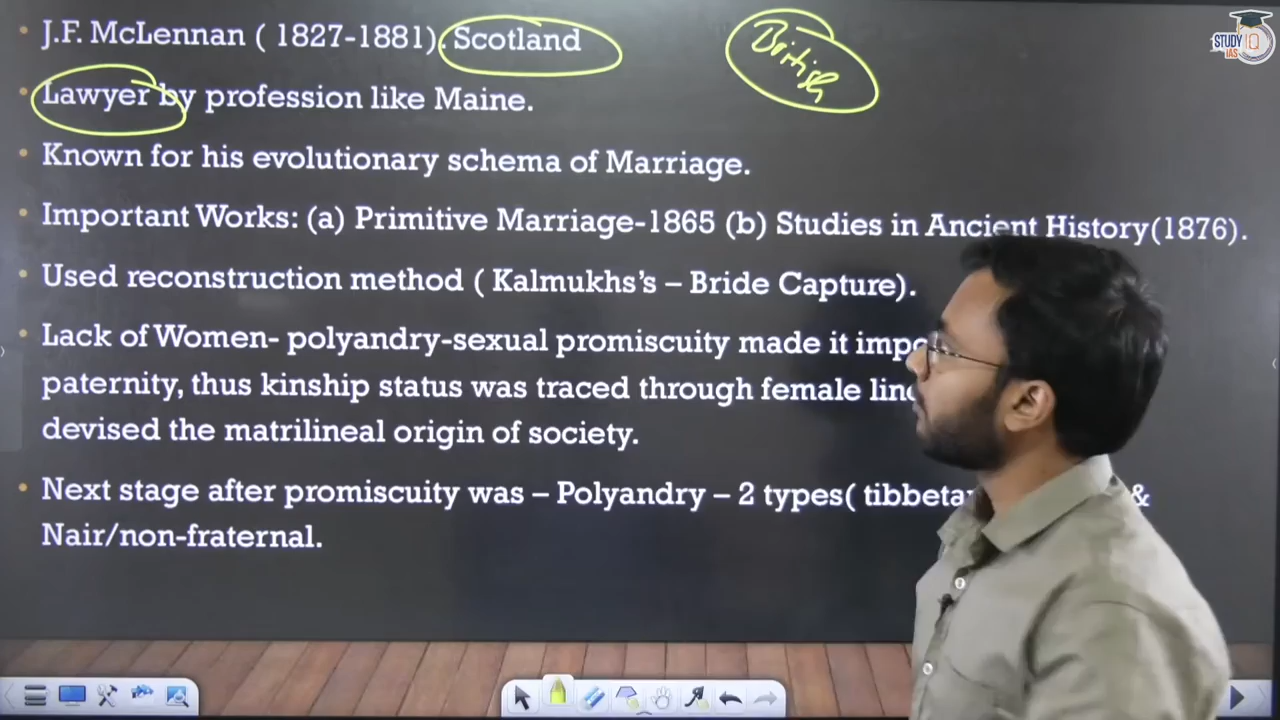 J.F. McLennan ( 1827-1881). Scotland
British
Lawyer by profession like Maine.
Known for his evolutionary schema of Marriage.
Important Works: (a) Primitive Marriage-1865 (b) Studies in Ancient History(1876).
Used reconstruction method ( Kalmukhs's – Bride Capture).
Lack of Women- polyandry-sexual promiscuity made it
paternity, thus kinship status was traced through female
devised the matrilineal origin of society.
Next stage after promiscuity was – Polyandry – 2 types( &
Nair/non-fraternal.
STUDY IQ
IAS